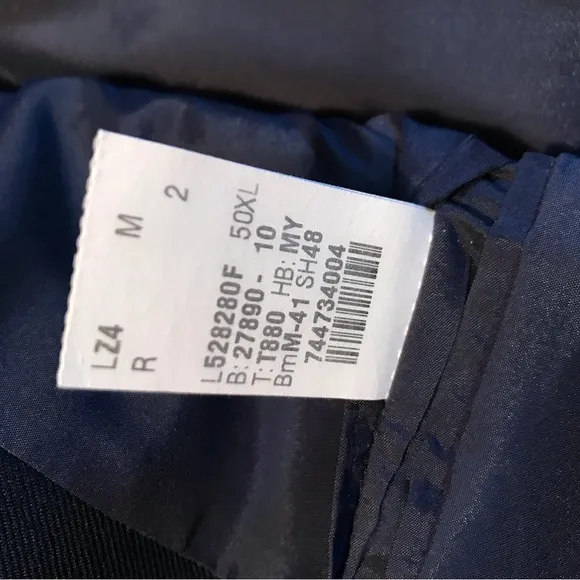 LZ4 M 2
R
L528280F 50XL
B: 27890 - 10
T: T880 HB: MY
BmM-41 SH48
744734004